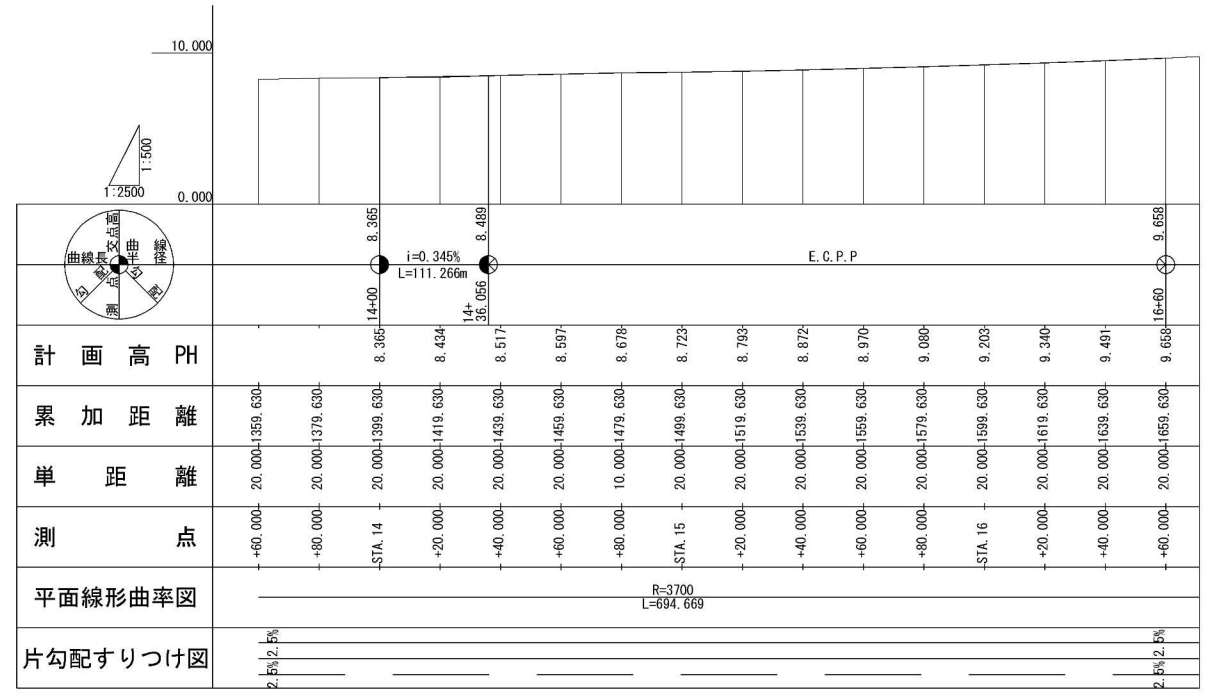 10.000
1:500
1:2500
0.000
交点高
曲線半径
曲線長
勾配
勾配
測点
8.365
14+00
i=0.345%
L=111.266m
8.489
14+
36.056
E.C.P.P
9.658
16+60
計画高 PH
8.365 8.434 8.517 8.597 8.678 8.723 8.793 8.872 8.970 9.080 9.203 9.340 9.491 9.658
累加距離
1359.630 1379.630 1399.630 1419.630 1439.630 1459.630 1479.630 1499.630 1519.630 1539.630 1559.630 1579.630 1599.630 1619.630 1639.630 1659.630
単距離
20.000 20.000 20.000 20.000 20.000 20.000 10.000 20.000 20.000 20.000 20.000 20.000 20.000 20.000 20.000 20.000
測点
+60.000 +80.000 STA.14 +20.000 +40.000 +60.000 +80.000 STA.15 +20.000 +40.000 +60.000 +80.000 STA.16 +20.000 +40.000 +60.000
平面線形曲率図
R=3700
L=694.669
片勾配すりつけ図
2.5% 2.5%
2.5% 2.5%